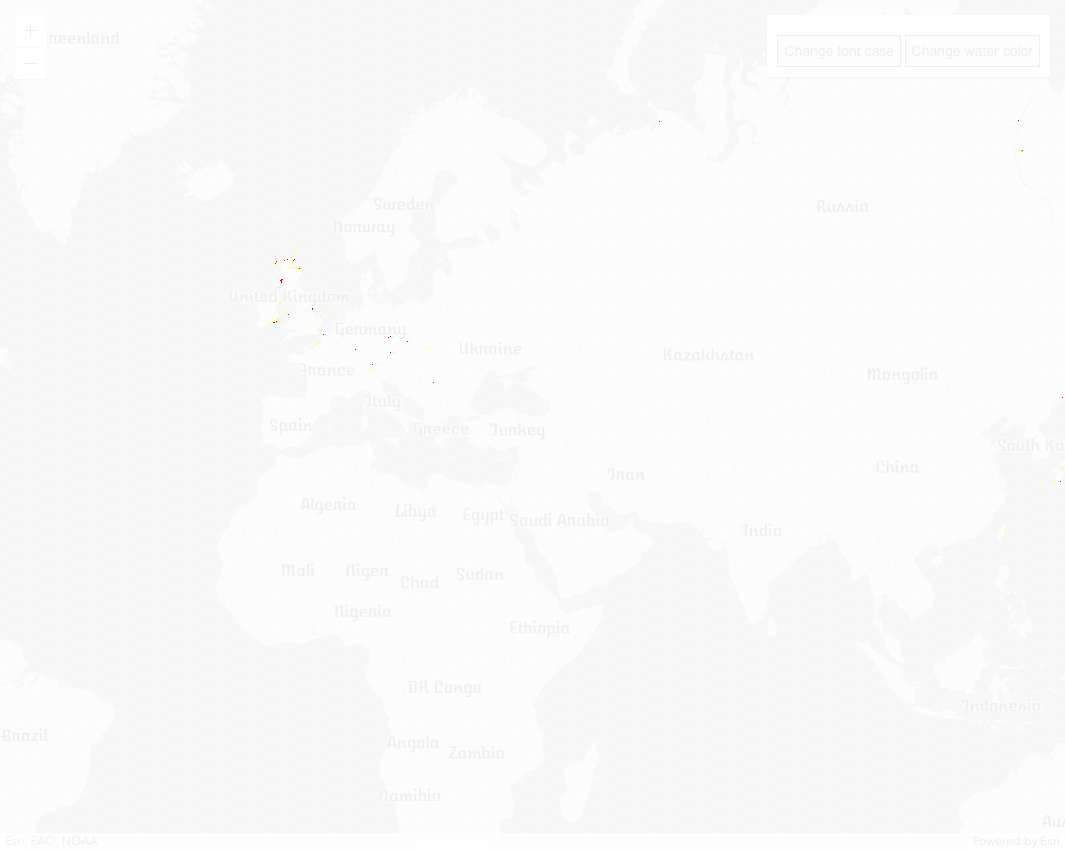 reenland
Change font case
Change water color
Sweden
Russia
Norway
United Kingdom
Germany
Ukraine
Kazakhstan
France
Mongolia
Italy
Spain
Greece
Turkey
South Ko
China
Iran
Algeria
Libya
Egypt
Saudi Arabia
India
Mali
Niger
Chad
Sudan
Nigeria
Ethiopia
DR Congo
Indonesia
Brazil
Angola
Zambia
Namibia
Aus
Esri, FAO, NOAA
Powered by Esri